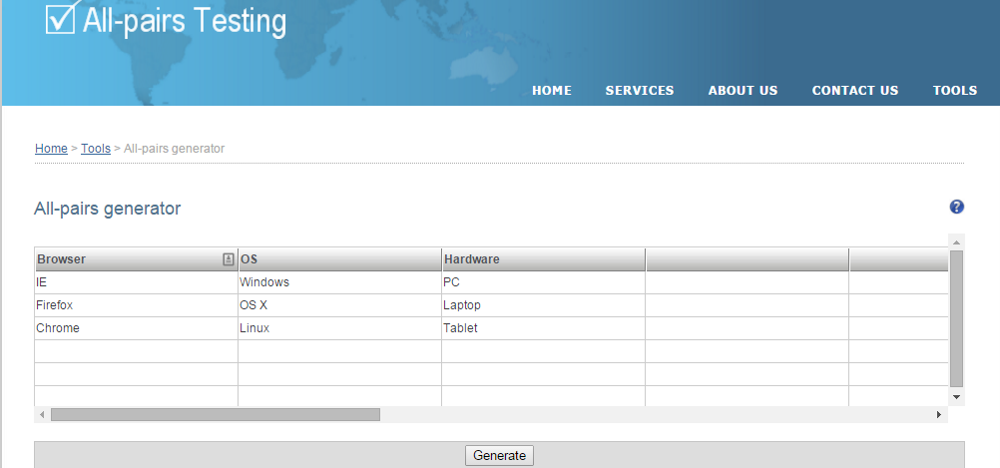 All-pairs Testing
HOME SERVICES ABOUT US CONTACT US TOOLS
Home > Tools > All-pairs generator
All-pairs generator ?
Browser OS Hardware
IE Windows PC
Firefox OS X Laptop
Chrome Linux Tablet
Generate